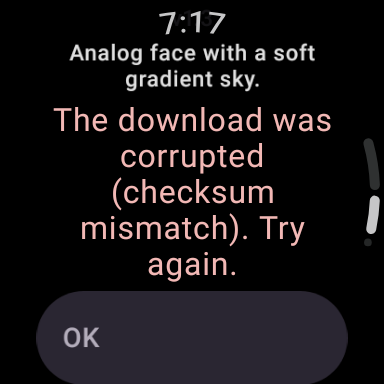 7:17
Analog face with a soft
gradient sky.
The download was
corrupted
(checksum
mismatch). Try
again.
OK